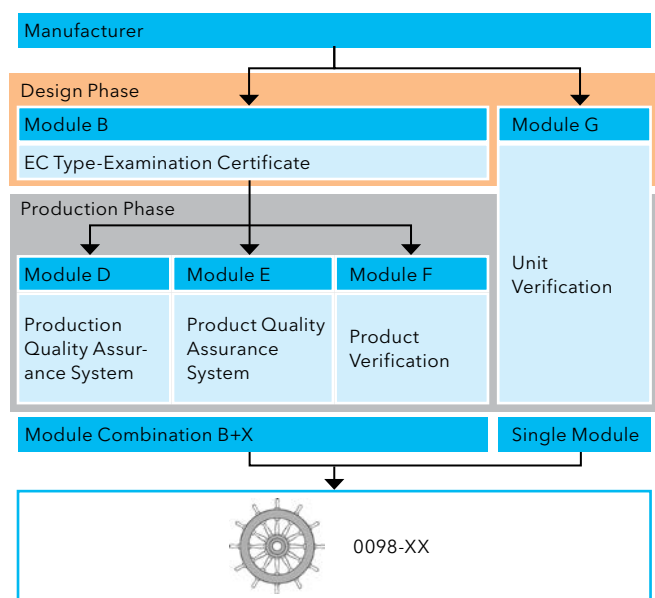 Manufacturer
Design Phase
Module B
EC Type-Examination Certificate
Module G
Unit
Verification
Production Phase
Module D
Production
Quality Assur-
ance System
Module E
Product Quality
Assurance
System
Module F
Product
Verification
Module Combination B+X
Single Module
0098-XX